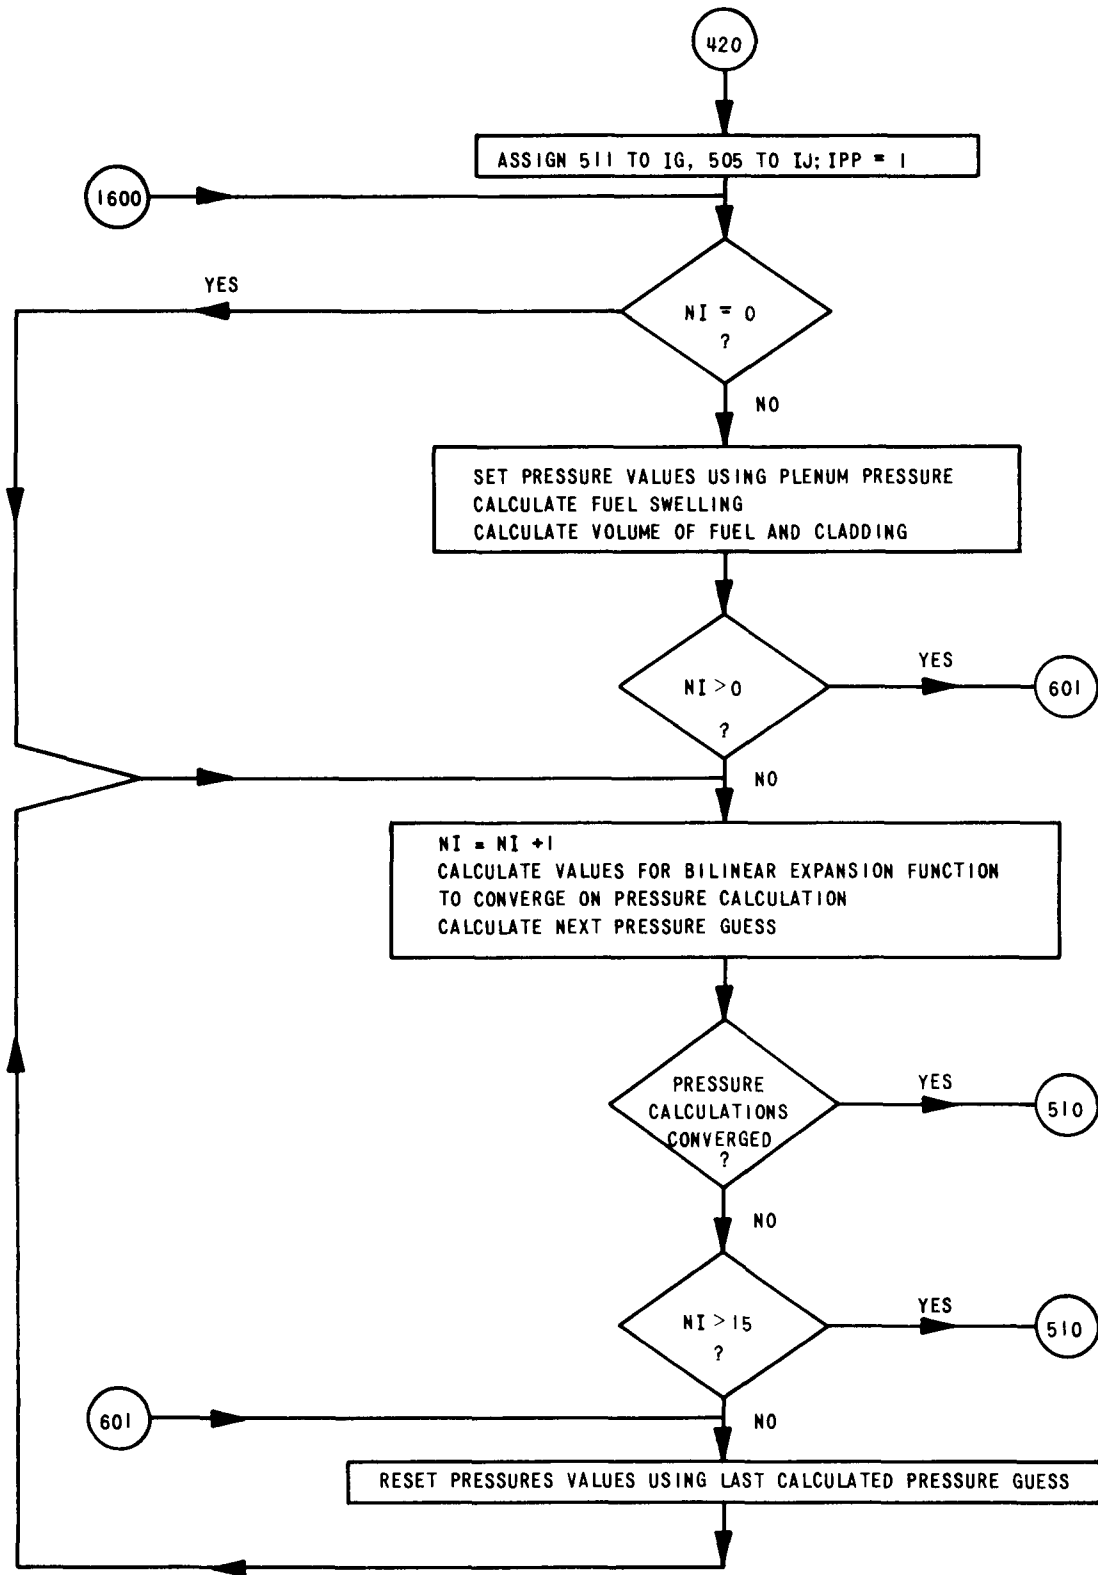 420
ASSIGN 511 TO IG, 505 TO IJ; IPP = 1
1600
YES
NI = 0
?
NO
SET PRESSURE VALUES USING PLENUM PRESSURE
CALCULATE FUEL SWELLING
CALCULATE VOLUME OF FUEL AND CLADDING
YES
NI > 0
601
?
NO
NI = NI +1
CALCULATE VALUES FOR BILINEAR EXPANSION FUNCTION
TO CONVERGE ON PRESSURE CALCULATION
CALCULATE NEXT PRESSURE GUESS
PRESSURE
YES
CALCULATIONS
510
CONVERGED
?
NO
YES
NI > 15
510
?
601
NO
RESET PRESSURES VALUES USING LAST CALCULATED PRESSURE GUESS